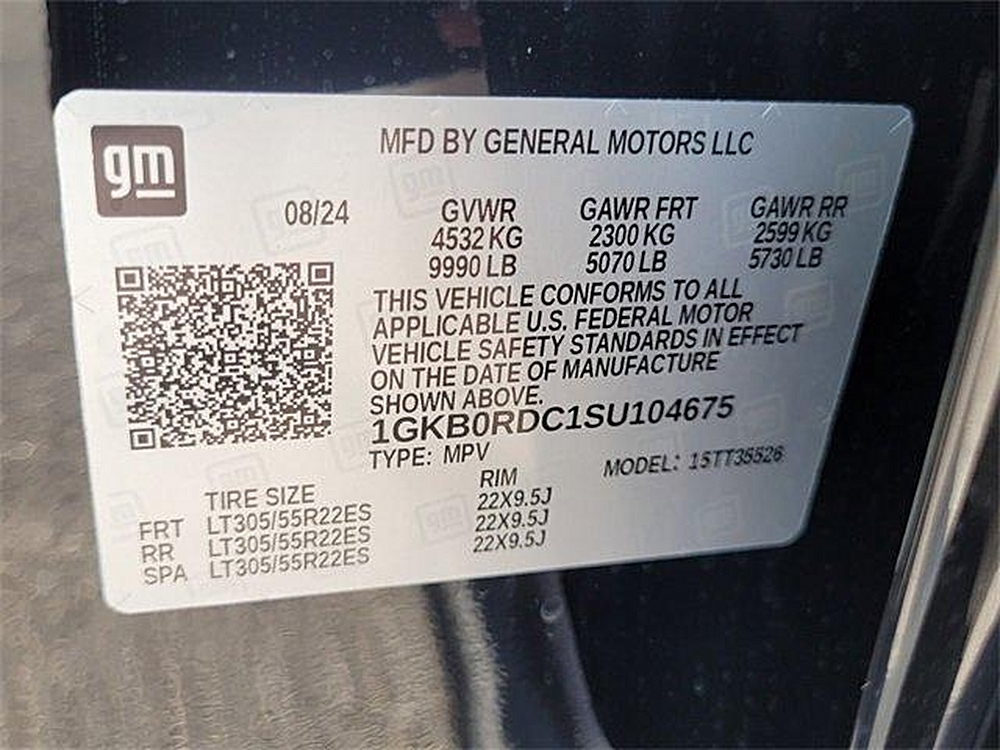 gm
MFD BY GENERAL MOTORS LLC
08/24 GVWR GAWR FRT GAWR RR
4532 KG 2300 KG 2599 KG
9990 LB 5070 LB 5730 LB
THIS VEHICLE CONFORMS TO ALL
APPLICABLE U.S. FEDERAL MOTOR
VEHICLE SAFETY STANDARDS IN EFFECT
ON THE DATE OF MANUFACTURE
SHOWN ABOVE.
1GKB0RDC1SU104675
TYPE: MPV MODEL: 15TT35526
TIRE SIZE RIM
FRT LT305/55R22ES 22X9.5J
RR LT305/55R22ES 22X9.5J
SPA LT305/55R22ES 22X9.5J